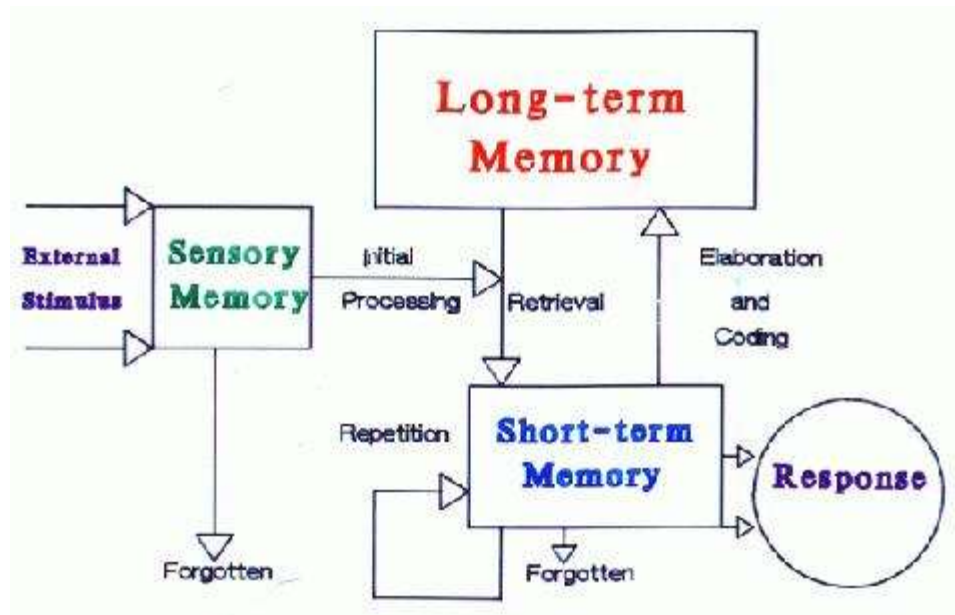 Long-term
Memory
External
Stimulus
Sensory
Memory
Initial
Processing
Retrieval
Elaboration
and
Coding
Repetition
Short-term
Memory
Response
Forgotten
Forgotten